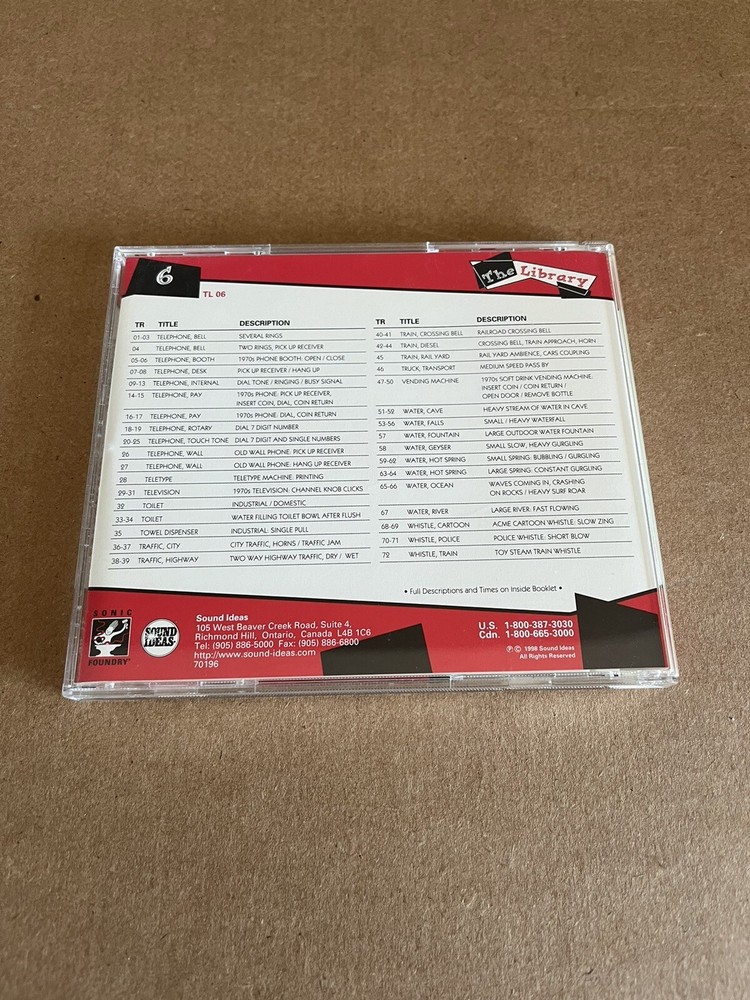 6
TL 06
The Library
TR TITLE DESCRIPTION
01-03 TELEPHONE, BELL SEVERAL RINGS
04 TELEPHONE, BELL TWO RINGS, PICK UP RECEIVER
05-06 TELEPHONE, BOOTH 1970s PHONE BOOTH: OPEN / CLOSE
07-08 TELEPHONE, DESK PICK UP RECEIVER / HANG UP
09-13 TELEPHONE, INTERNAL DIAL TONE / RINGING / BUSY SIGNAL
14-15 TELEPHONE, PAY 1970s PHONE: PICK UP RECEIVER,
INSERT COIN, DIAL, COIN RETURN
16-17 TELEPHONE, PAY 1970s PHONE: DIAL, COIN RETURN
18-19 TELEPHONE, ROTARY DIAL 7 DIGIT NUMBER
20-25 TELEPHONE, TOUCH TONE DIAL 7 DIGIT AND SINGLE NUMBERS
26 TELEPHONE, WALL OLD WALL PHONE: PICK UP RECEIVER
27 TELEPHONE, WALL OLD WALL PHONE: HANG UP RECEIVER
28 TELETYPE TELETYPE MACHINE: PRINTING
29-31 TELEVISION 1970s TELEVISION: CHANNEL KNOB CLICKS
32 TOILET INDUSTRIAL / DOMESTIC
33-34 TOILET WATER FILLING TOILET BOWL AFTER FLUSH
35 TOWEL DISPENSER INDUSTRIAL: SINGLE PULL
36-37 TRAFFIC, CITY CITY TRAFFIC, HORNS / TRAFFIC JAM
38-39 TRAFFIC, HIGHWAY TWO WAY HIGHWAY TRAFFIC, DRY / WET
TR TITLE DESCRIPTION
40-41 TRAIN, CROSSING BELL RAILROAD CROSSING BELL
42-44 TRAIN, DIESEL CROSSING BELL, TRAIN APPROACH, HORN
45 TRAIN, RAIL YARD RAIL YARD AMBIENCE, CARS COUPLING
46 TRUCK, TRANSPORT MEDIUM SPEED PASS BY
47-50 VENDING MACHINE 1970s SOFT DRINK VENDING MACHINE:
INSERT COIN / COIN RETURN /
OPEN DOOR / REMOVE BOTTLE
51-52 WATER, CAVE HEAVY STREAM OF WATER IN CAVE
53-56 WATER, FALLS SMALL / HEAVY WATERFALL
57 WATER, FOUNTAIN LARGE OUTDOOR WATER FOUNTAIN
58 WATER, GEYSER SMALL SLOW, HEAVY GURGLING
59-62 WATER, HOT SPRING SMALL SPRING: BUBBLING / GURGLING
63-64 WATER, HOT SPRING LARGE SPRING: CONSTANT GURGLING
65-66 WATER, OCEAN WAVES COMING IN, CRASHING
ON ROCKS / HEAVY SURF ROAR
67 WATER, RIVER LARGE RIVER: FAST FLOWING
68-69 WHISTLE, CARTOON ACME CARTOON WHISTLE: SLOW ZING
70-71 WHISTLE, POLICE POLICE WHISTLE: SHORT BLOW
72 WHISTLE, TRAIN TOY STEAM TRAIN WHISTLE
• Full Descriptions and Times on Inside Booklet •
SONIC
FOUNDRY®
SOUND
IDEAS
Sound Ideas
105 West Beaver Creek Road, Suite 4,
Richmond Hill, Ontario, Canada L4B 1C6
Tel: (905) 886-5000 Fax: (905) 886-6800
http://www.sound-ideas.com
70196
U.S. 1-800-387-3030
Cdn. 1-800-665-3000
℗ © 1998 Sound Ideas
All Rights Reserved